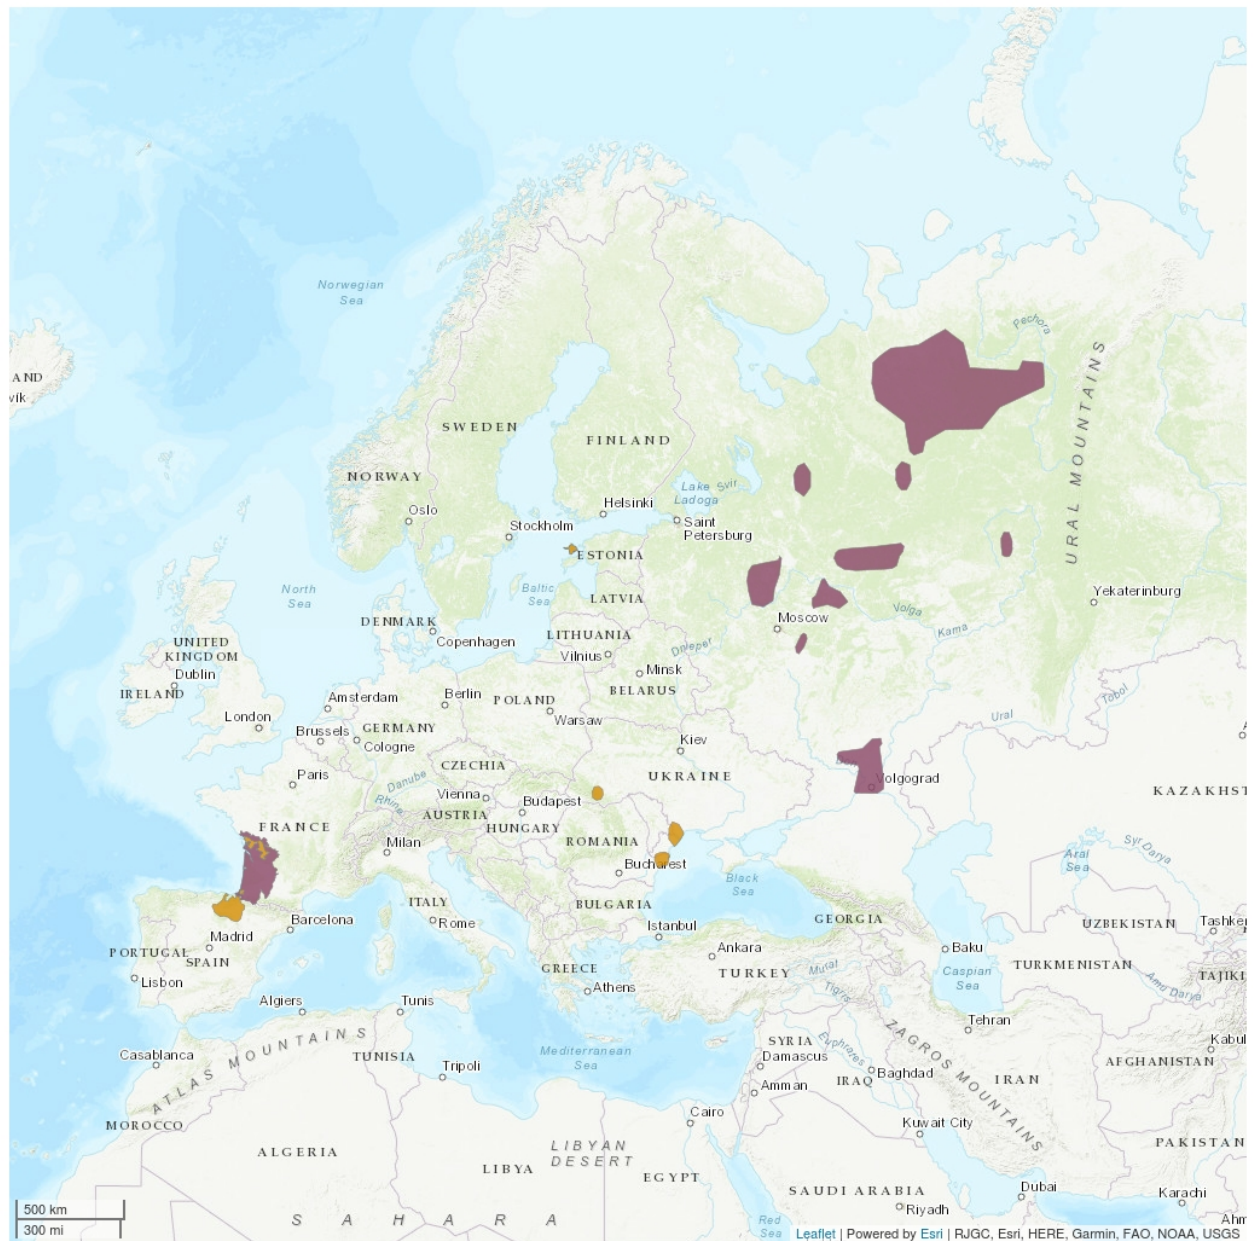 Norwegian
Sea
Pechora
AND
vík
URAL MOUNTAINS
SWEDEN
FINLAND
NORWAY
Lake
Ladoga
Svir
Oslo
Helsinki
Stockholm
Saint
Petersburg
ESTONIA
North
Sea
Baltic
Sea
LATVIA
Yekaterinburg
Volga
Moscow
Kama
DENMARK
Copenhagen
LITHUANIA
Vilnius
Dnieper
UNITED
KINGDOM
Dublin
IRELAND
Minsk
BELARUS
Amsterdam
Berlin
POLAND
Warsaw
Tobol
Ural
London
Brussels
GERMANY
Cologne
Kiev
CZECHIA
UKRAINE
Volgograd
Paris
Danube
Rhine
Vienna
Budapest
KAZAKHST
AUSTRIA
HUNGARY
FRANCE
Milan
ROMANIA
Bucharest
Aral
Sea
Syr Darya
Black
Sea
ITALY
Rome
BULGARIA
Barcelona
Istanbul
GEORGIA
UZBEKISTAN
Tashken
Madrid
PORTUGAL
SPAIN
Lisbon
Ankara
Baku
TURKEY
Murat
Tigris
Caspian
Sea
TURKMENISTAN
Amu Darya
TAJIKI
GREECE
Athens
Algiers
Tunis
Tehran
Casablanca
ATLAS MOUNTAINS
TUNISIA
Tripoli
Mediterranean
Sea
SYRIA
Damascus
Euphrates
ZAGROS MOUNTAINS
Kabul
AFGHANISTAN
Baghdad
IRAQ
IRAN
Amman
MOROCCO
Cairo
Kuwait City
ALGERIA
LIBYA
LIBYAN
DESERT
EGYPT
PAKISTAN
SAUDI ARABIA
Riyadh
Dubai
Karachi
SAHARA
Red
Sea
Ahm
500 km
300 mi
Leaflet | Powered by Esri | RJGC, Esri, HERE, Garmin, FAO, NOAA, USGS